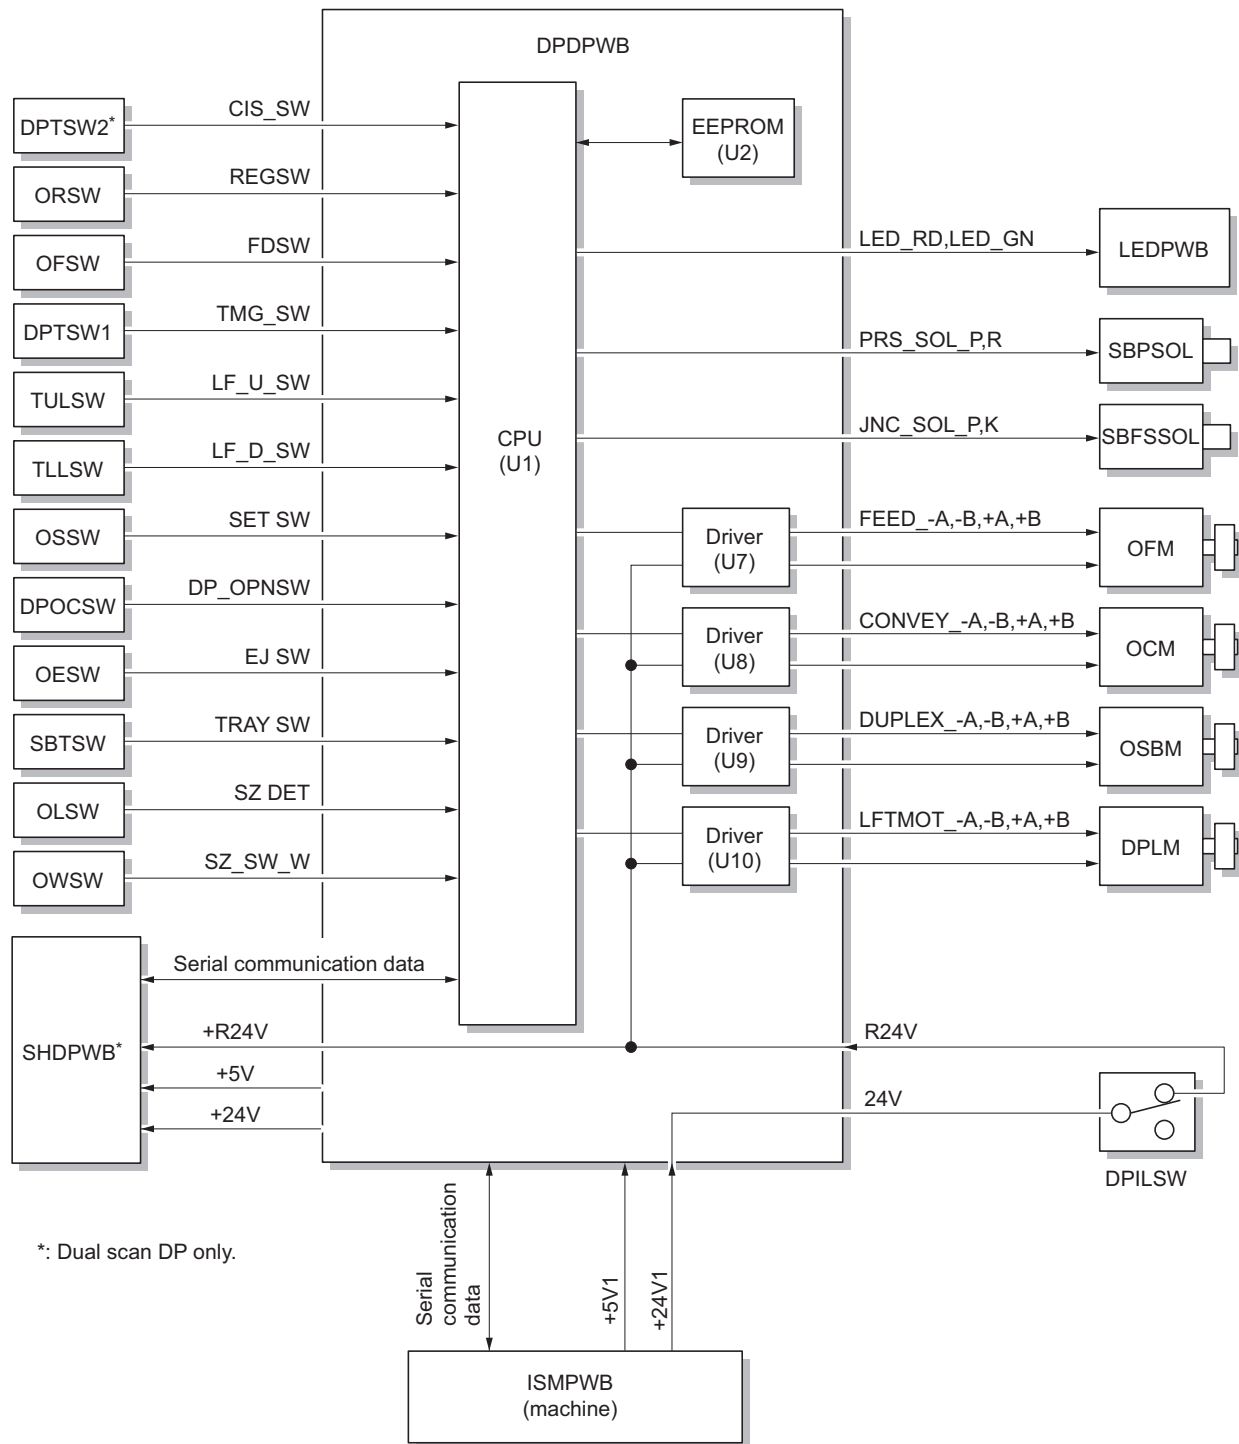 DPDPWB
DPTSW2*
CIS_SW
ORSW
REGSW
OFSW
FDSW
DPTSW1
TMG_SW
TULSW
LF_U_SW
TLLSW
LF_D_SW
OSSW
SET SW
DPOCSW
DP_OPNSW
OESW
EJ SW
SBTSW
TRAY SW
OLSW
SZ DET
OWSW
SZ_SW_W
CPU
(U1)
EEPROM
(U2)
LED_RD,LED_GN
LEDPWB
PRS_SOL_P,R
SBPSOL
JNC_SOL_P,K
SBFSSOL
Driver
(U7)
FEED_-A,-B,+A,+B
OFM
Driver
(U8)
CONVEY_-A,-B,+A,+B
OCM
Driver
(U9)
DUPLEX_-A,-B,+A,+B
OSBM
Driver
(U10)
LFTMOT_-A,-B,+A,+B
DPLM
SHDPWB*
Serial communication data
+R24V
+5V
+24V
R24V
24V
DPILSW
*: Dual scan DP only.
Serial
communication
data
+5V1
+24V1
ISMPWB
(machine)